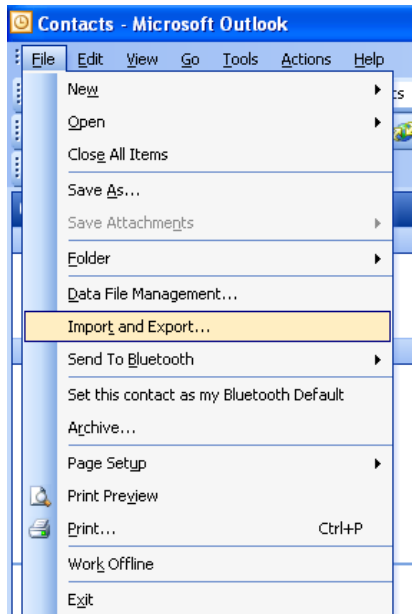 Contacts - Microsoft Outlook
File Edit View Go Tools Actions Help
New
Open
Close All Items
Save As...
Save Attachments
Folder
Data File Management...
Import and Export...
Send To Bluetooth
Set this contact as my Bluetooth Default
Archive...
Page Setup
Print Preview
Print... Ctrl+P
Work Offline
Exit